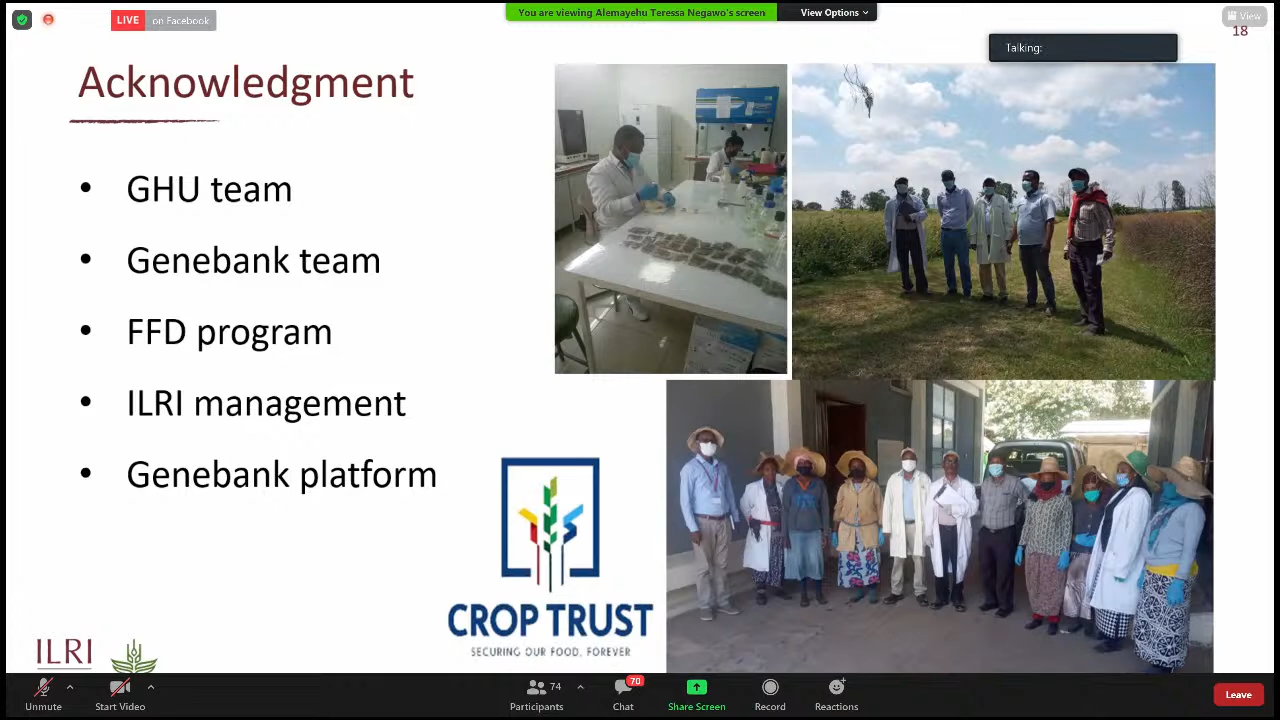 LIVE on Facebook
You are viewing Alemayehu Teressa Negawo's screen
View Options
View
18
Talking:
Acknowledgment
• GHU team
• Genebank team
• FFD program
• ILRI management
• Genebank platform
CROP TRUST
SECURING OUR FOOD, FOREVER
ILRI
Unmute
Start Video
74
Participants
70
Chat
Share Screen
Record
Reactions
Leave